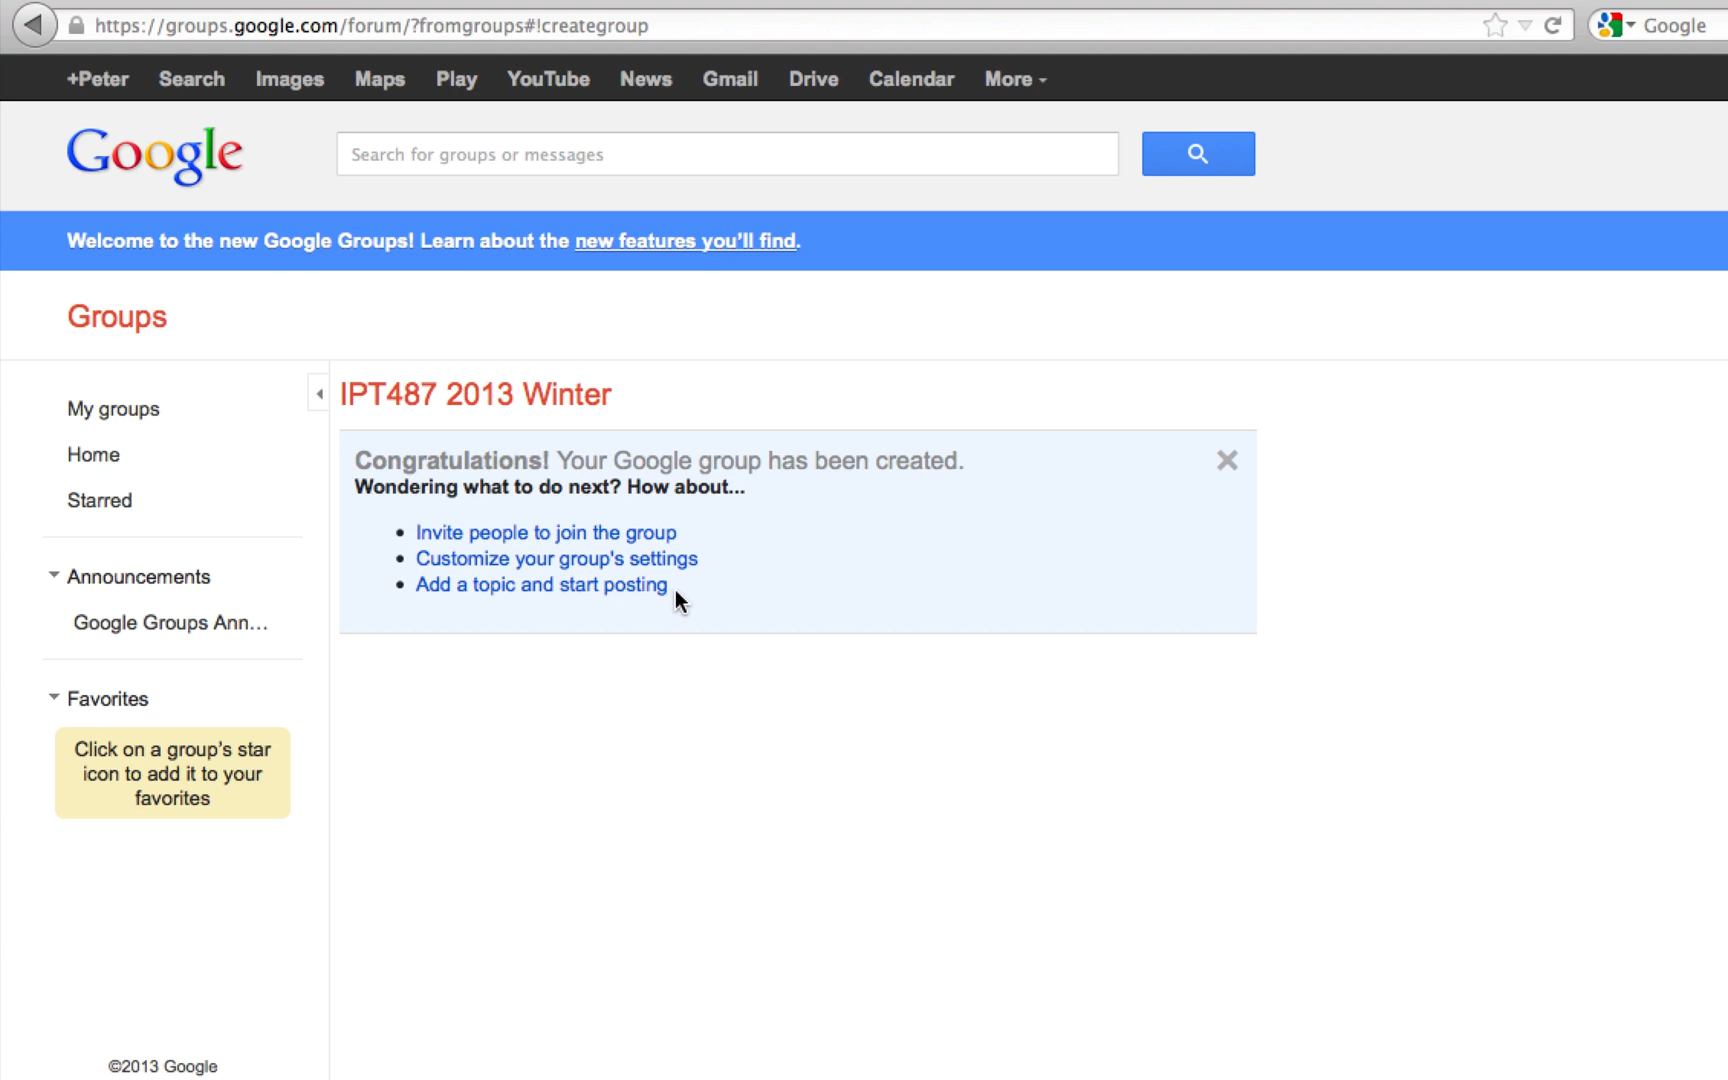 https://groups.google.com/forum/?fromgroups#!creategroup
Google
+Peter Search Images Maps Play YouTube News Gmail Drive Calendar More
Google
Search for groups or messages
Welcome to the new Google Groups! Learn about the new features you'll find.
Groups
My groups
Home
Starred
Announcements
Google Groups Ann...
Favorites
Click on a group's star
icon to add it to your
favorites
©2013 Google
IPT487 2013 Winter
Congratulations! Your Google group has been created.
Wondering what to do next? How about...
• Invite people to join the group
• Customize your group's settings
• Add a topic and start posting